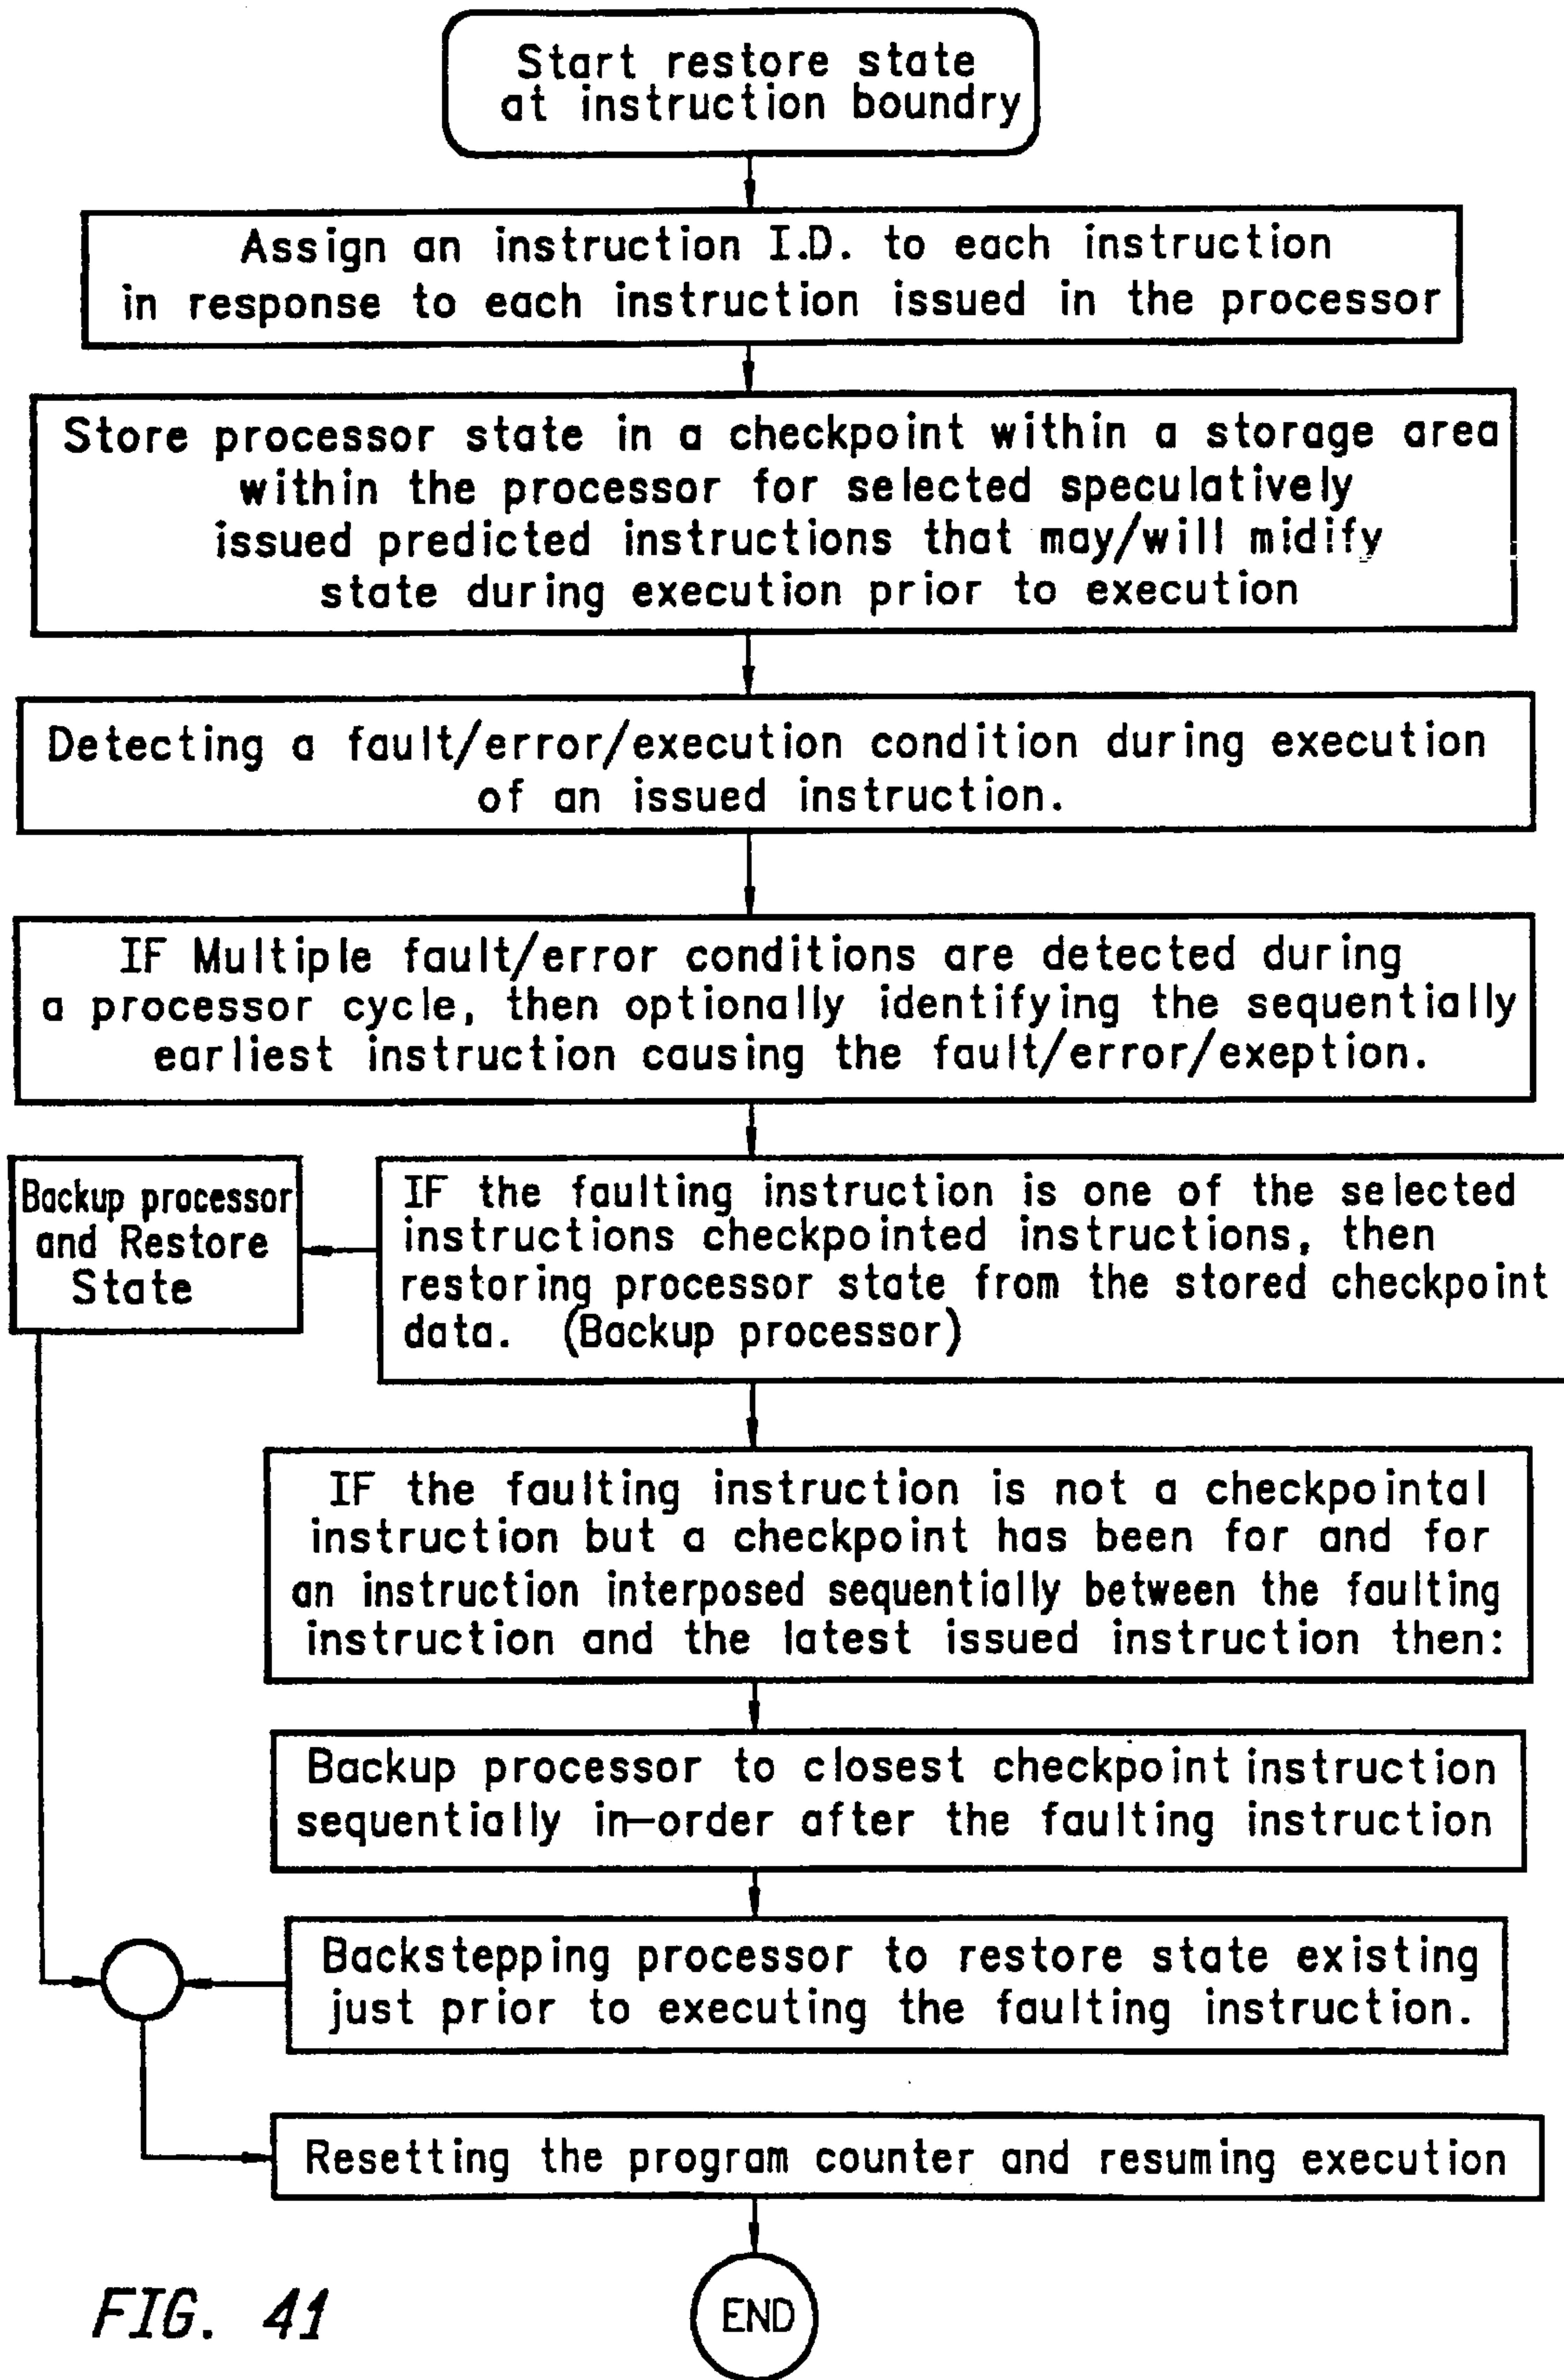 Start restore state
at instruction boundry
Assign an instruction I.D. to each instruction
in response to each instruction issued in the processor
Store processor state in a checkpoint within a storage area
within the processor for selected speculatively
issued predicted instructions that may/will midify
state during execution prior to execution
Detecting a fault/error/execution condition during execution
of an issued instruction.
IF Multiple fault/error conditions are detected during
a processor cycle, then optionally identifying the sequentially
earliest instruction causing the fault/error/exeption.
Backup processor
and Restore
State
IF the faulting instruction is one of the selected
instructions checkpointed instructions, then
restoring processor state from the stored checkpoint
data. (Backup processor)
IF the faulting instruction is not a checkpointal
instruction but a checkpoint has been for and for
an instruction interposed sequentially between the faulting
instruction and the latest issued instruction then:
Backup processor to closest checkpoint instruction
sequentially in-order after the faulting instruction
Backstepping processor to restore state existing
just prior to executing the faulting instruction.
Resetting the program counter and resuming execution
END
FIG. 41